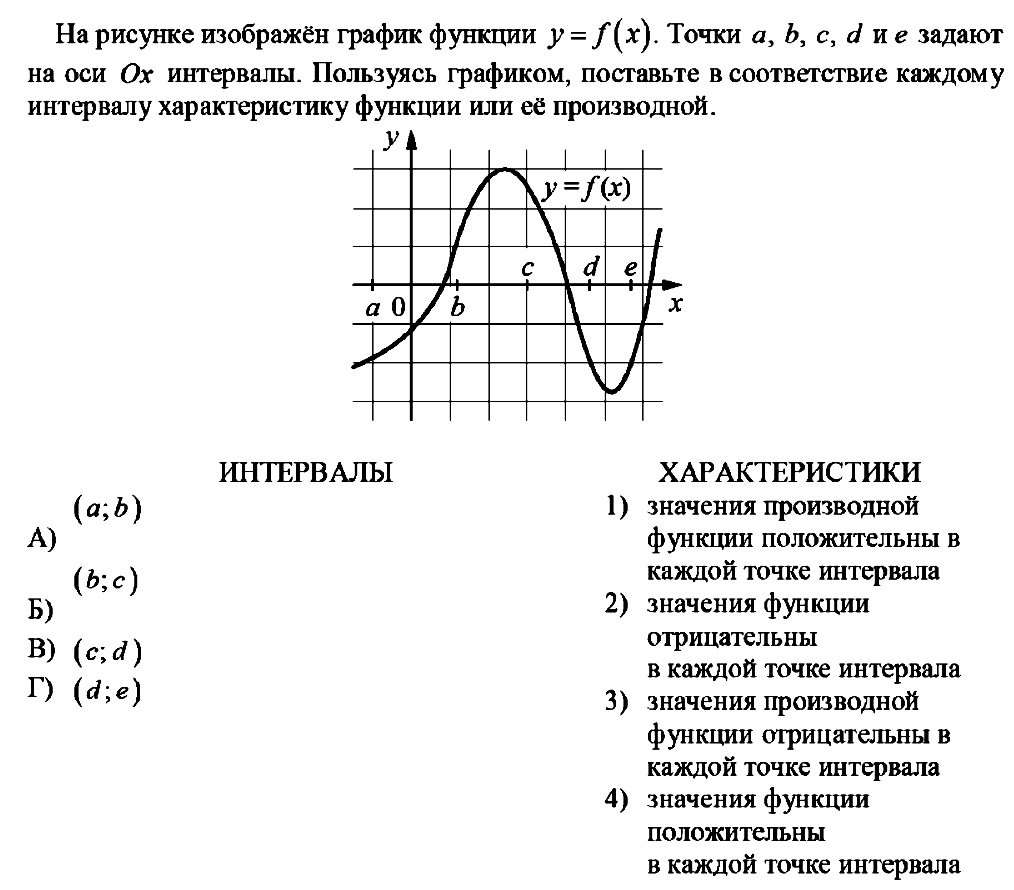 На рисунке изображён график функции y = f(x). Точки a, b, c, d и e задают
на оси Ox интервалы. Пользуясь графиком, поставьте в соответствие каждому
интервалу характеристику функции или её производной.
y
y = f(x)
c d e
a 0 b x
ИНТЕРВАЛЫ ХАРАКТЕРИСТИКИ
(a; b)
А)
(b; c)
Б)
В) (c; d)
Г) (d; e)
1) значения производной
функции положительны в
каждой точке интервала
2) значения функции
отрицательны
в каждой точке интервала
3) значения производной
функции отрицательны в
каждой точке интервала
4) значения функции
положительны
в каждой точке интервала